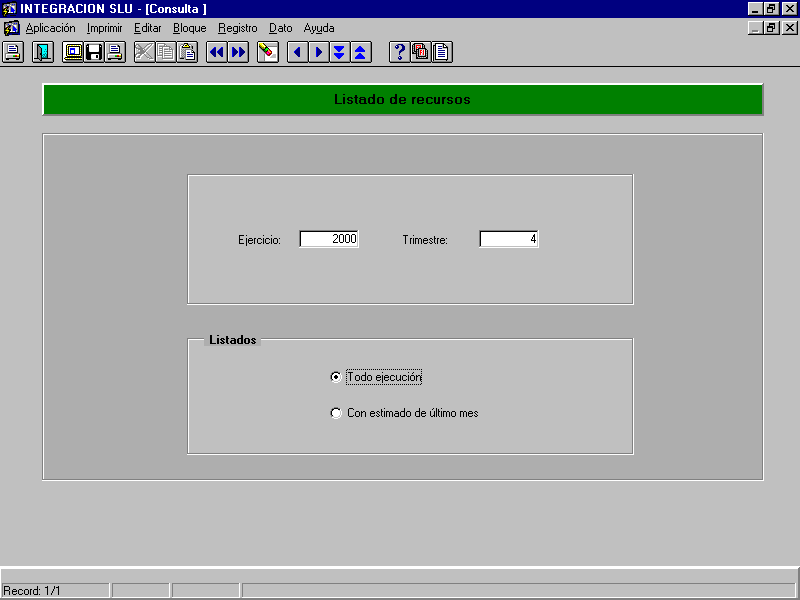 INTEGRACION SLU - [Consulta ]
Aplicación Imprimir Editar Bloque Registro Dato Ayuda
Listado de recursos
Ejercicio: 2000 Trimestre: 4
Listados
Todo ejecución
Con estimado de último mes
Record: 1/1